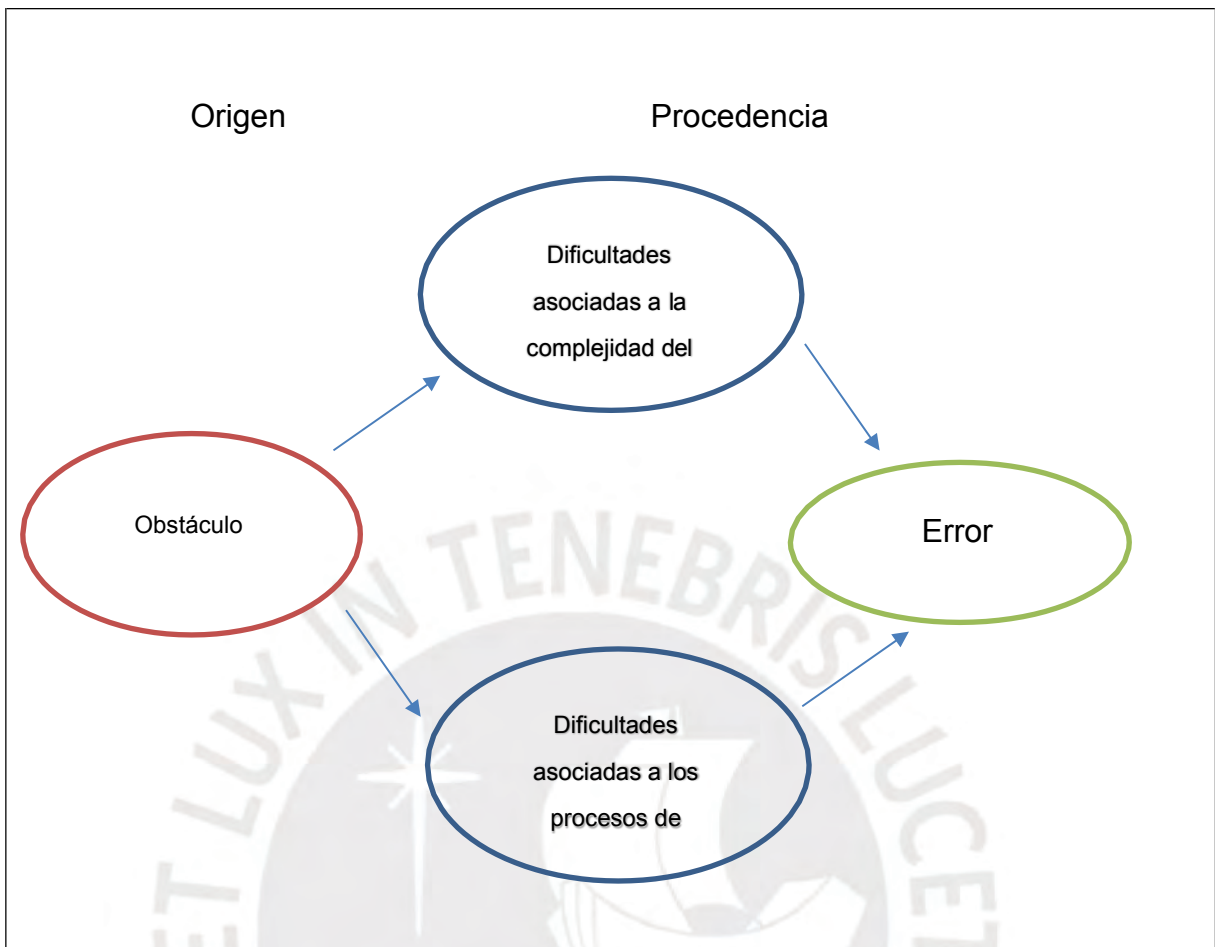 Origen
Procedencia
Dificultades
asociadas a la
complejidad del
Obstáculo
Error
Dificultades
asociadas a los
procesos de
ET LUX IN TENEBRIS LUCET